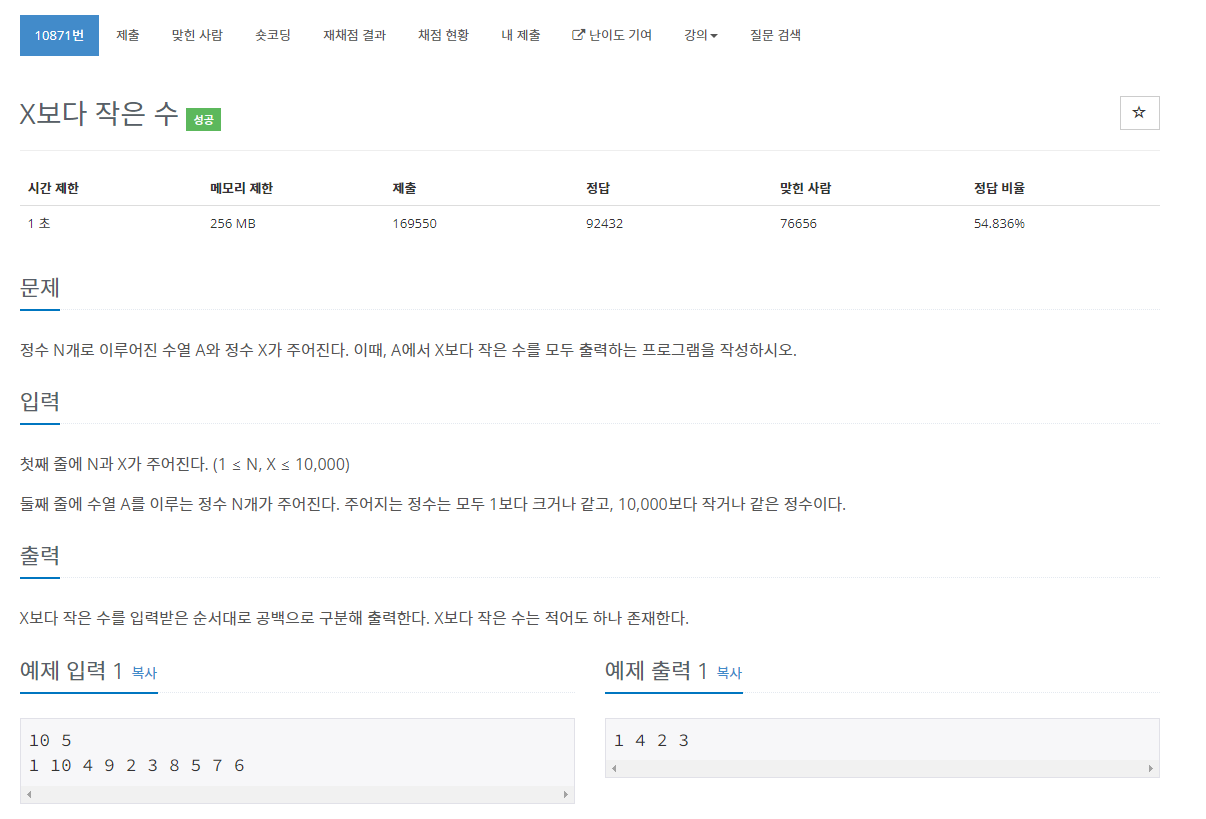 10871번 제출 맞힌 사람 숏코딩 재채점 결과 채점 현황 내 제출 난이도 기여 강의 질문 검색
X보다 작은 수 성공
시간 제한 메모리 제한 제출 정답 맞힌 사람 정답 비율
1 초 256 MB 169550 92432 76656 54.836%
문제
정수 N개로 이루어진 수열 A와 정수 X가 주어진다. 이때, A에서 X보다 작은 수를 모두 출력하는 프로그램을 작성하시오.
입력
첫째 줄에 N과 X가 주어진다. (1 ≤ N, X ≤ 10,000)
둘째 줄에 수열 A를 이루는 정수 N개가 주어진다. 주어지는 정수는 모두 1보다 크거나 같고, 10,000보다 작거나 같은 정수이다.
출력
X보다 작은 수를 입력받은 순서대로 공백으로 구분해 출력한다. X보다 작은 수는 적어도 하나 존재한다.
예제 입력 1 복사
10 5
1 10 4 9 2 3 8 5 7 6
예제 출력 1 복사
1 4 2 3